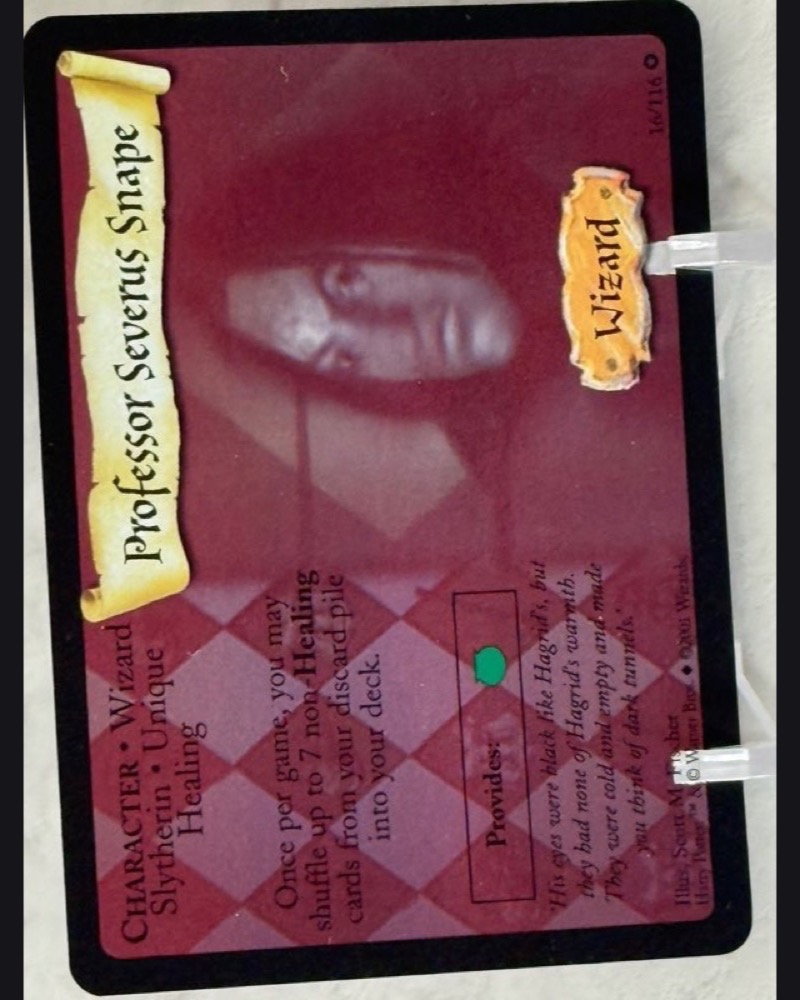 Professor Severus Snape
CHARACTER • Wizard
Slytherin • Unique
Healing
Once per game, you may
shuffle up to 7 non-Healing
cards from your discard pile
into your deck.
Provides:
"His eyes were black like Hagrid's, but
they had none of Hagrid's warmth.
They were cold and empty and made
you think of dark tunnels."
Illus. Scott M.
Harry Potter ™ & © Warner Bros. ◆ ©2001 Wizards.
Wizard
16/116